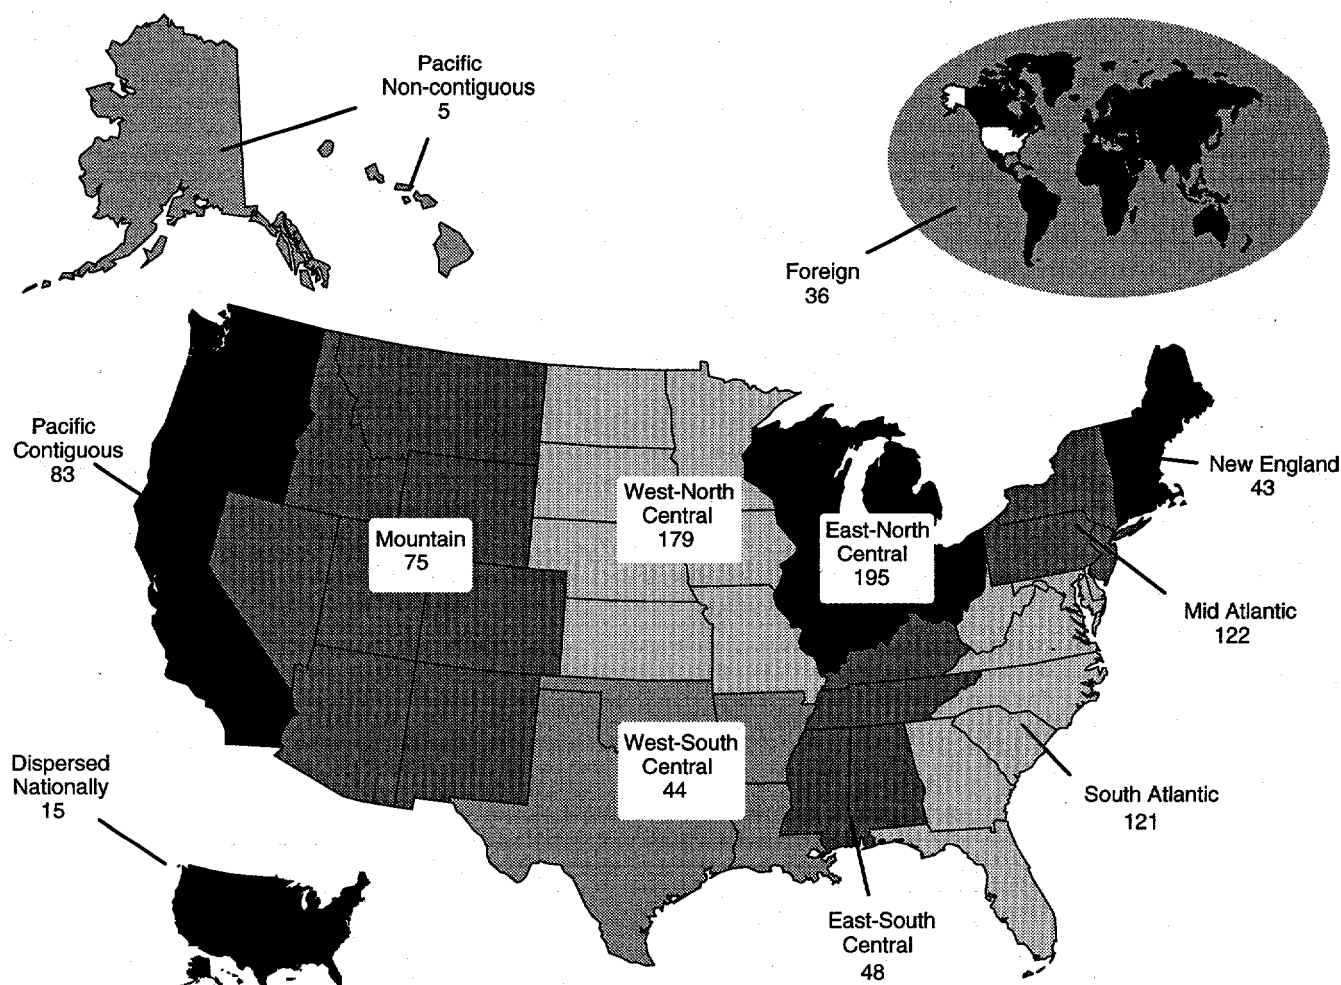 Pacific
Non-contiguous
5
Foreign
36
Pacific
Contiguous
83
West-North
Central
179
New England
43
Mountain
75
East-North
Central
195
Mid Atlantic
122
West-South
Central
44
Dispersed
Nationally
15
South Atlantic
121
East-South
Central
48